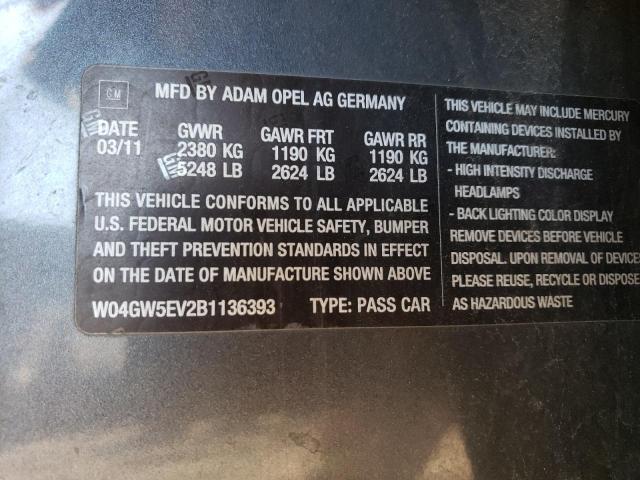 GM
MFD BY ADAM OPEL AG GERMANY
DATE GVWR GAWR FRT GAWR RR
03/11 2380 KG 1190 KG 1190 KG
5248 LB 2624 LB 2624 LB
THIS VEHICLE CONFORMS TO ALL APPLICABLE
U.S. FEDERAL MOTOR VEHICLE SAFETY, BUMPER
AND THEFT PREVENTION STANDARDS IN EFFECT
ON THE DATE OF MANUFACTURE SHOWN ABOVE
W04GW5EV2B1136393 TYPE: PASS CAR
THIS VEHICLE MAY INCLUDE MERCURY
CONTAINING DEVICES INSTALLED BY
THE MANUFACTURER:
- HIGH INTENSITY DISCHARGE
HEADLAMPS
- BACK LIGHTING COLOR DISPLAY
REMOVE DEVICES BEFORE VEHICLE
DISPOSAL. UPON REMOVAL OF DEVICES
PLEASE REUSE, RECYCLE OR DISPOSE
AS HAZARDOUS WASTE